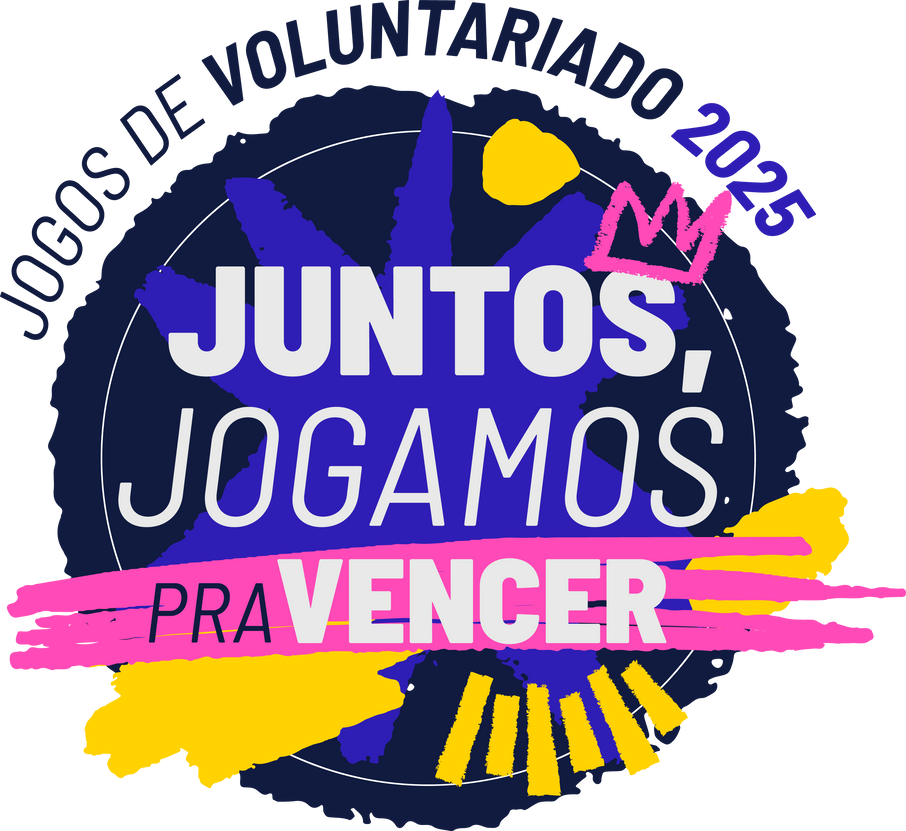 JOGOS DE VOLUNTARIADO 2025
JUNTOS,
JOGAMOS
PRA VENCER